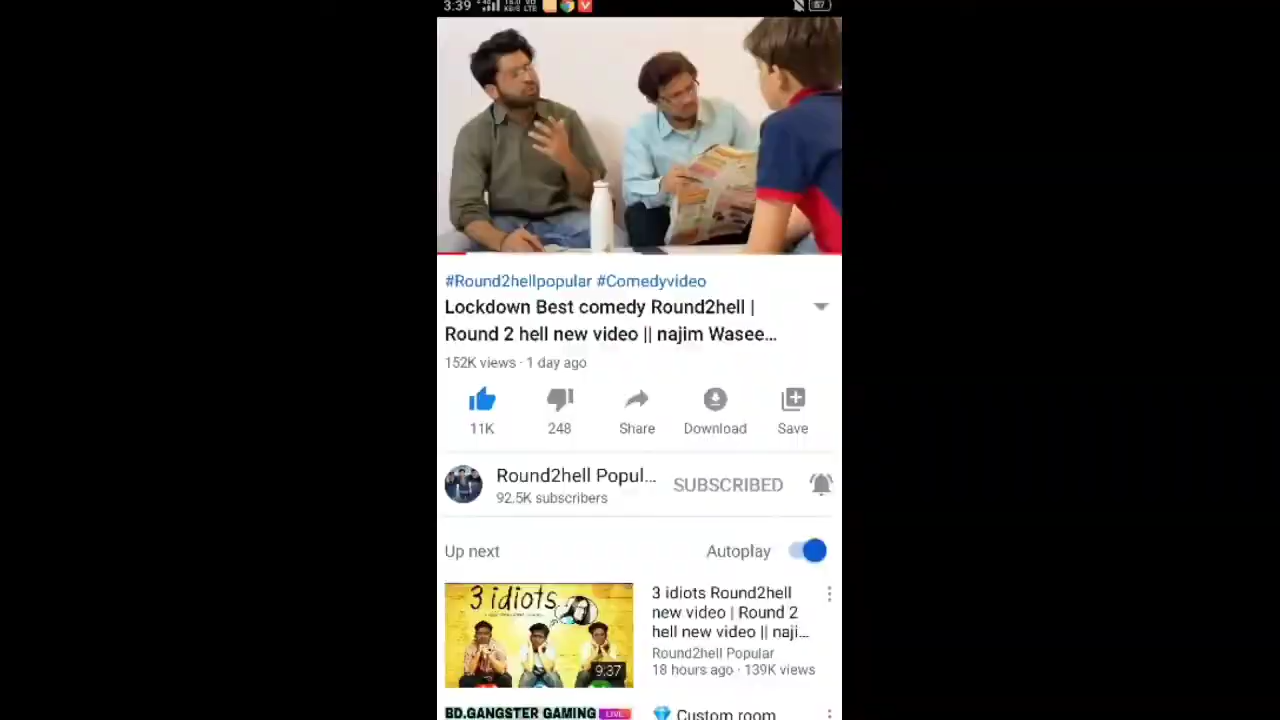 3:39
LTE
#Round2hellpopular #Comedyvideo
Lockdown Best comedy Round2hell |
Round 2 hell new video || najim Wasee...
152K views · 1 day ago
11K
248
Share
Download
Save
Round2hell Popul...
SUBSCRIBED
92.5K subscribers
Up next
Autoplay
3 idiots
9:37
3 idiots Round2hell
new video | Round 2
hell new video || naji...
Round2hell Popular
18 hours ago · 139K views
BD.GANGSTER GAMING LIVE
💎 Custom room